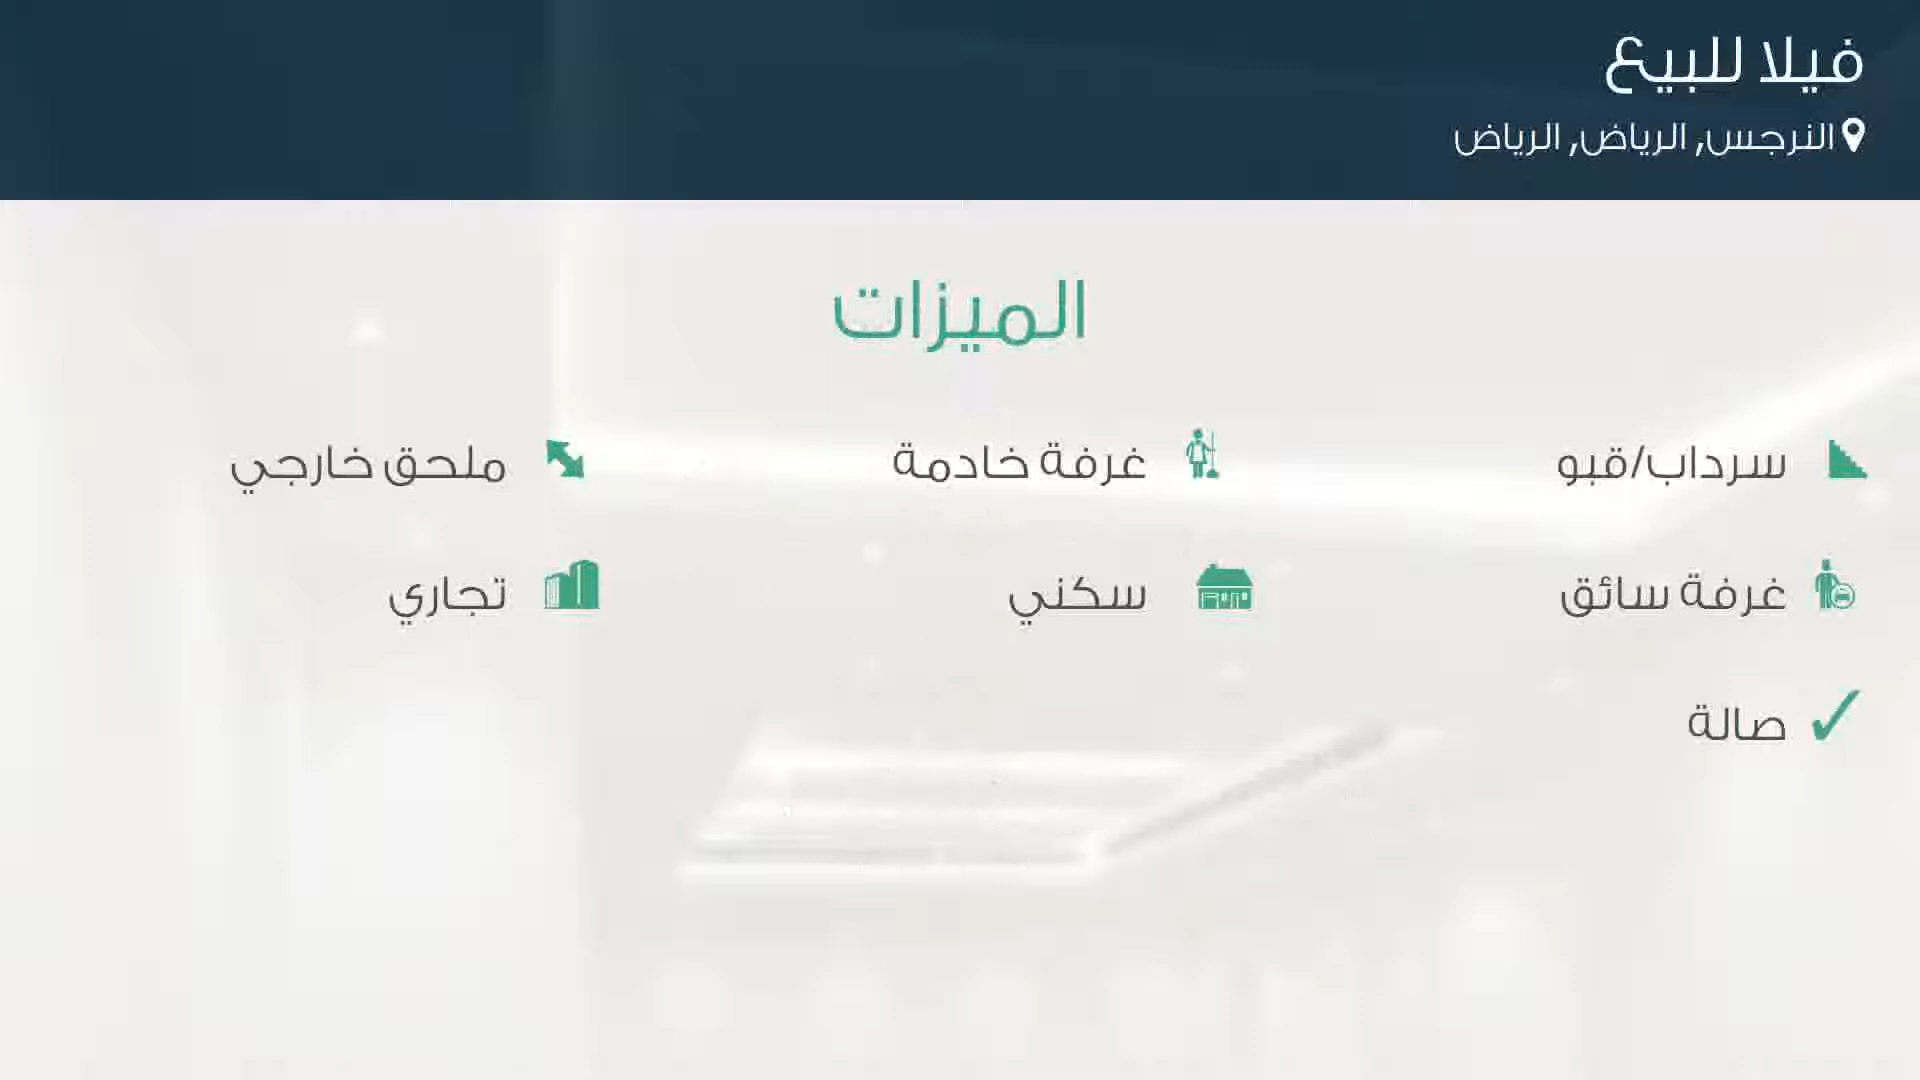 فيلا للبيع
النرجس, الرياض, الرياض
الميزات
سرداب/قبو
غرفة خادمة
ملحق خارجي
غرفة سائق
سكني
تجاري
صالة